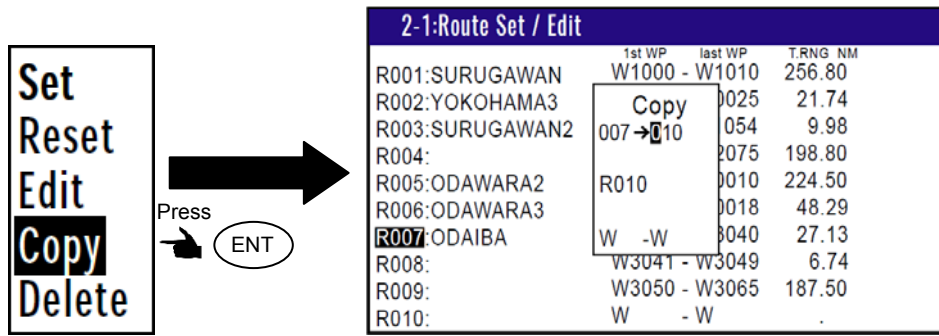 Set
Reset
Edit
Copy
Delete
Press
ENT
2-1:Route Set / Edit
1st WP last WP T.RNG NM
R001:SURUGAWAN W1000 - W1010 256.80
R002:YOKOHAMA3 0025 21.74
R003:SURUGAWAN2 054 9.98
R004: 2075 198.80
R005:ODAWARA2 0010 224.50
R006:ODAWARA3 0018 48.29
R007:ODAIBA 3040 27.13
R008: W3041 - W3049 6.74
R009: W3050 - W3065 187.50
R010: W - W .
Copy
007→010
R010
W -W